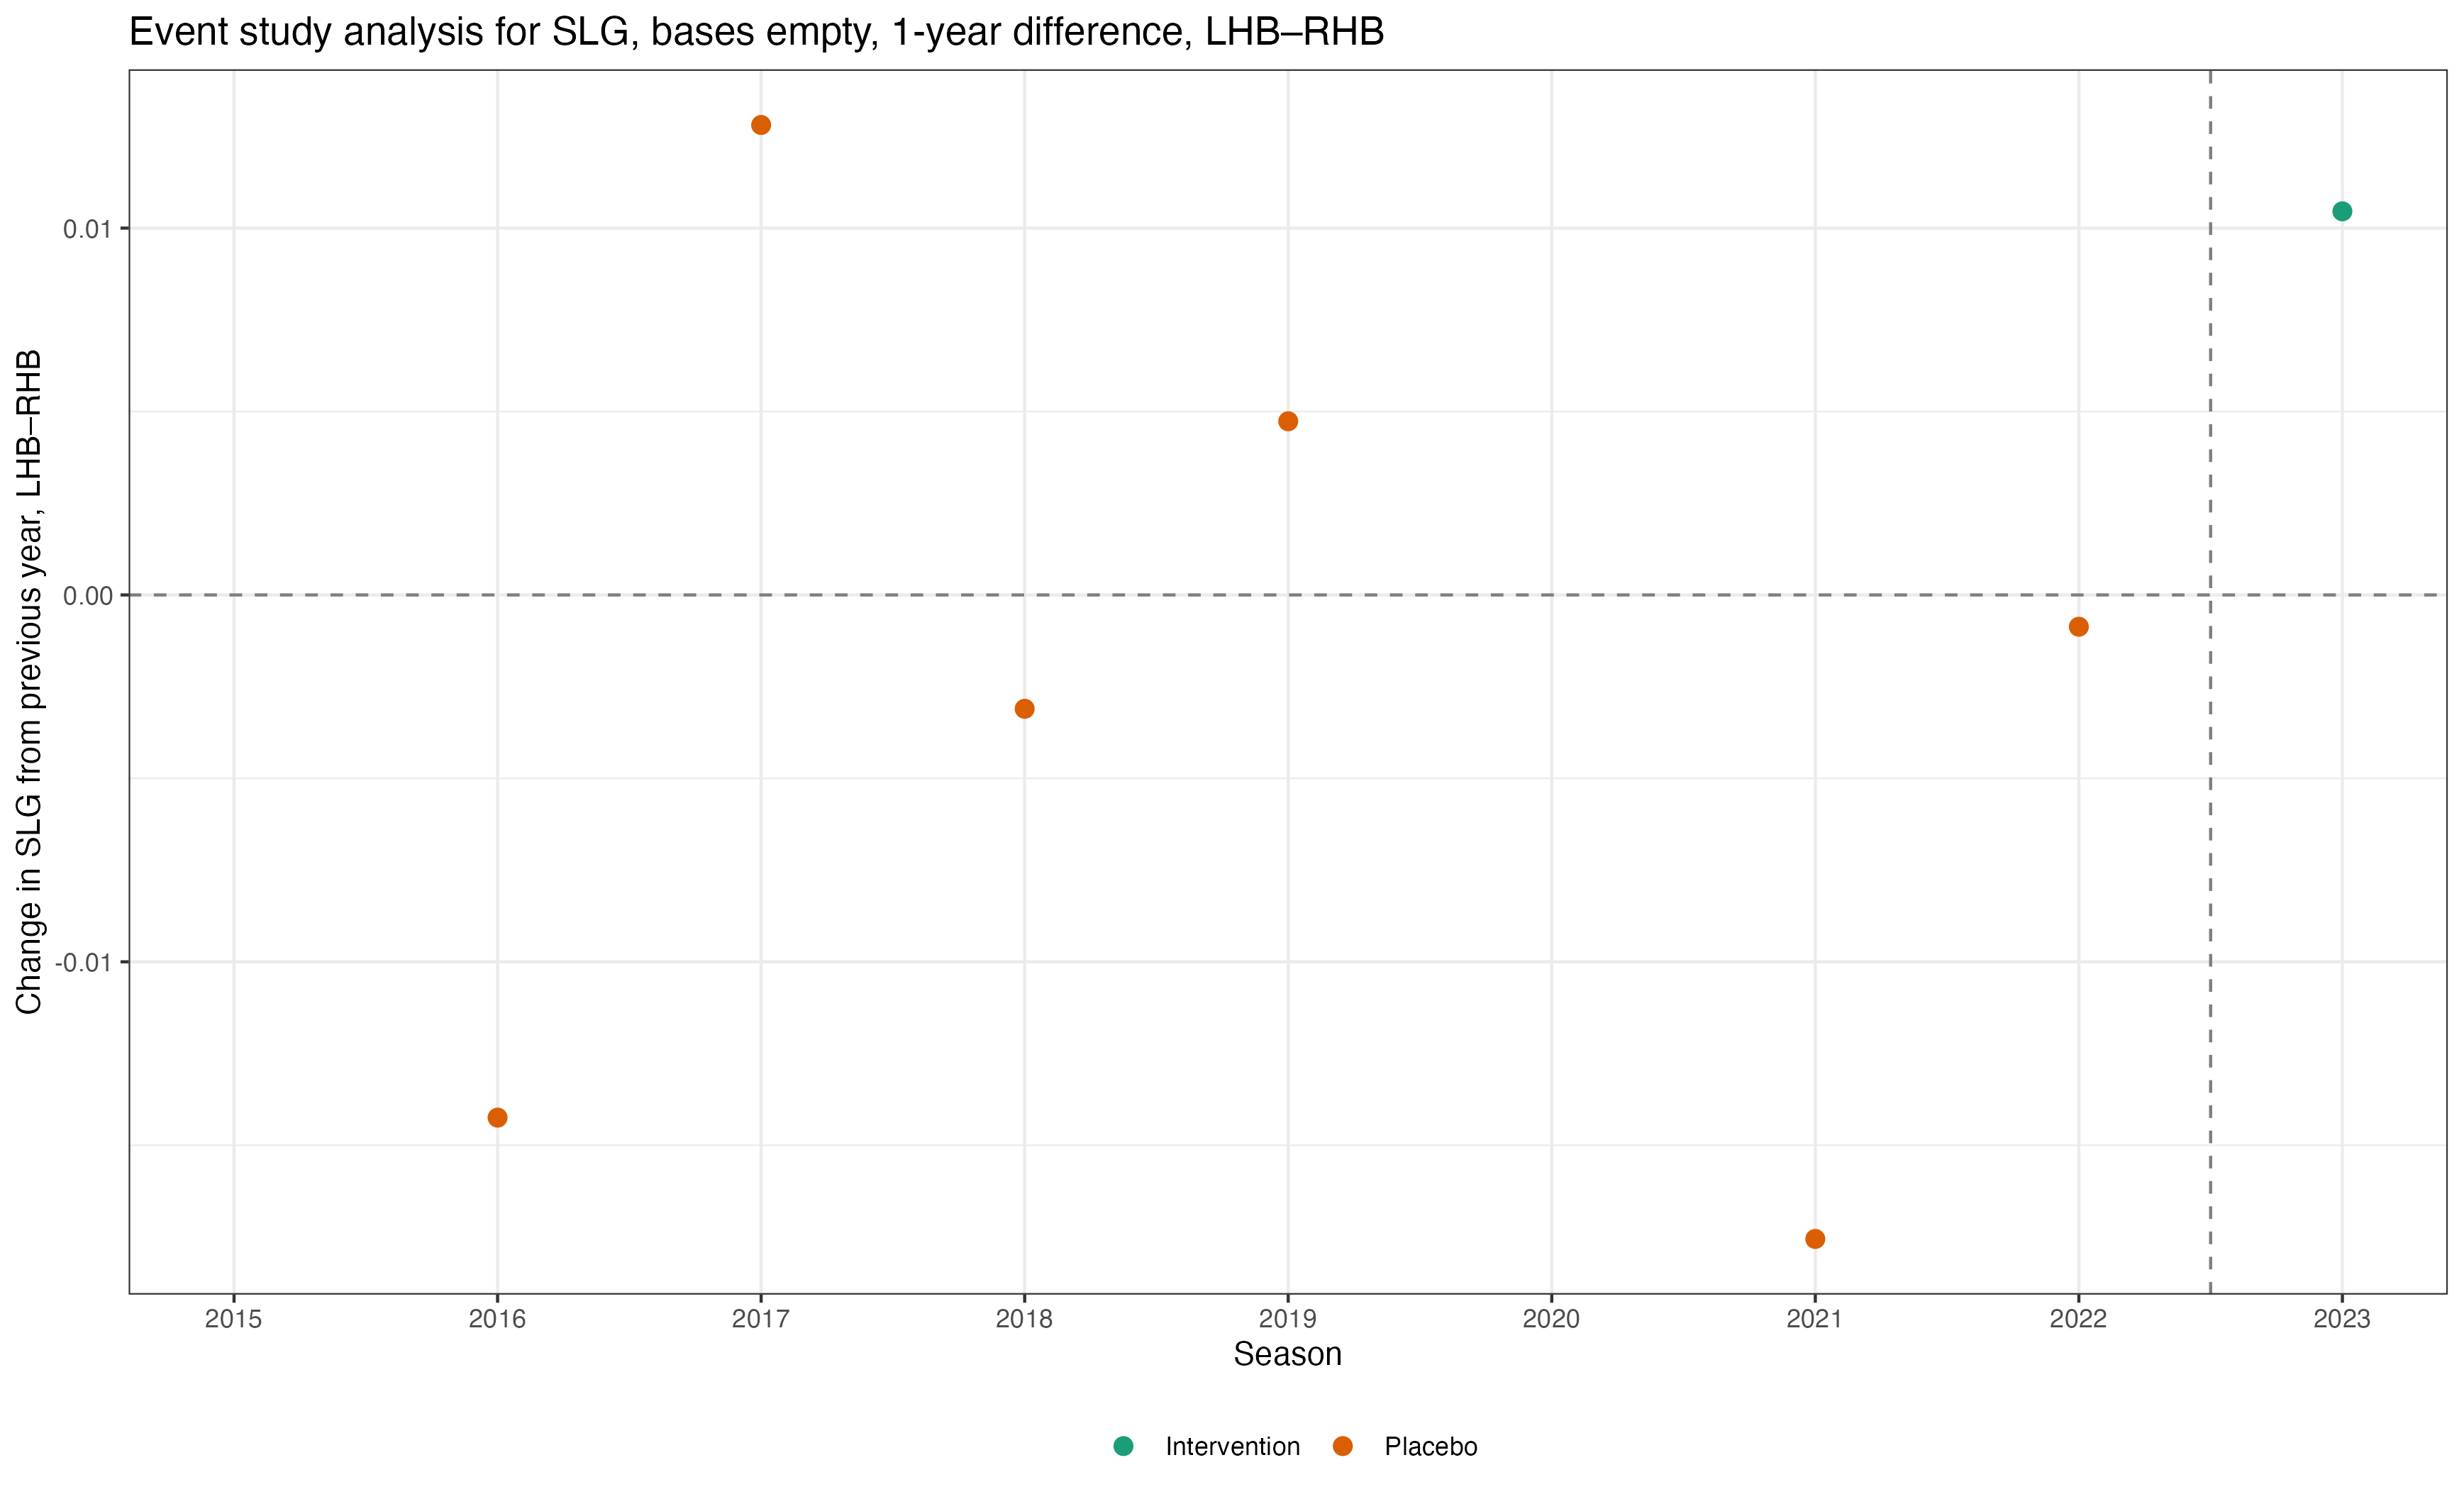 Event study analysis for SLG, bases empty, 1-year difference, LHB–RHB
Change in SLG from previous year, LHB–RHB
0.01
0.00
-0.01
2015 2016 2017 2018 2019 2020 2021 2022 2023
Season
Intervention Placebo